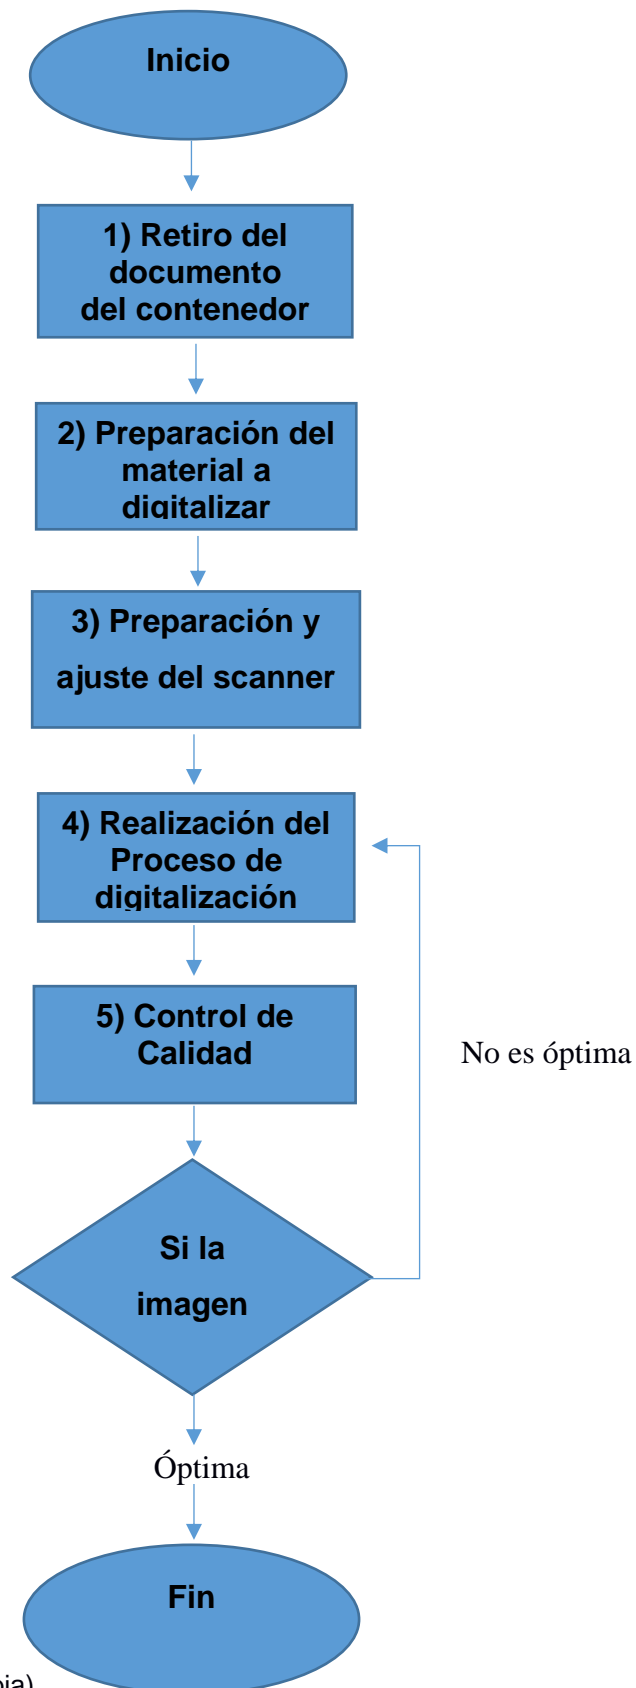 Inicio
1) Retiro del
documento
del contenedor
2) Preparación del
material a
digitalizar
3) Preparación y
ajuste del scanner
4) Realización del
Proceso de
digitalización
5) Control de
Calidad
No es óptima
Si la
imagen
Óptima
Fin